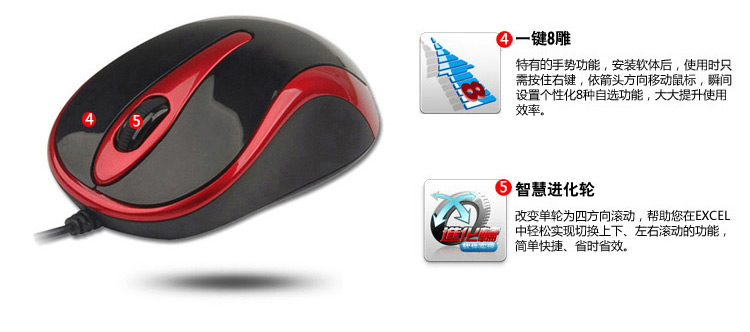 4
5
4 一键8雕
特有的手势功能，安装软体后，使用时只
需按住右键，依箭头方向移动鼠标，瞬间
设置个性化8种自选功能，大大提升使用
效率。
8
5 智慧进化轮
改变单轮为四方向滚动，帮助您在EXCEL
中轻松实现切换上下、左右滚动的功能，
简单快捷、省时省效。
進化輪